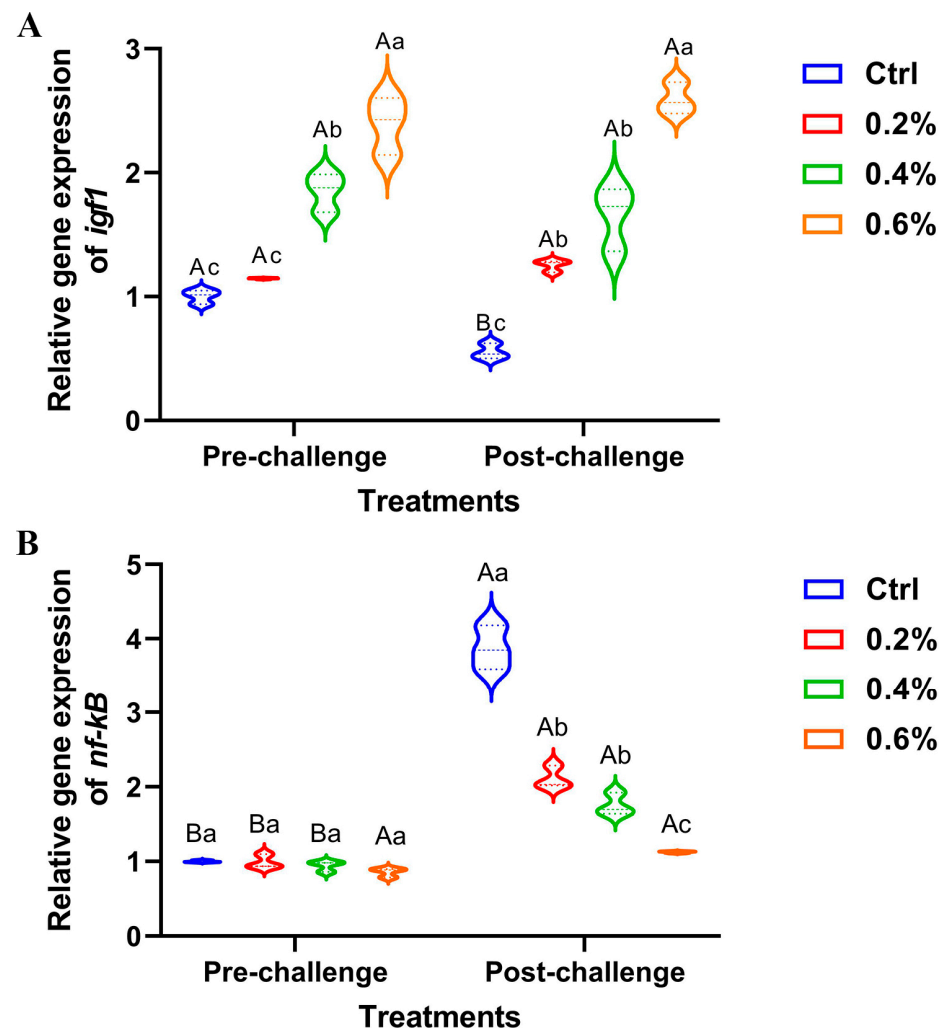 A
Relative gene expression
of igf1
3
2
1
0
Aa
Ab
Ac
Ac
Aa
Ab
Ab
Bc
Pre-challenge
Post-challenge
Treatments
Ctrl
0.2%
0.4%
0.6%
B
Relative gene expression
of nf-kB
5
4
3
2
1
0
Ba
Ba
Ba
Aa
Aa
Ab
Ab
Ac
Pre-challenge
Post-challenge
Treatments
Ctrl
0.2%
0.4%
0.6%